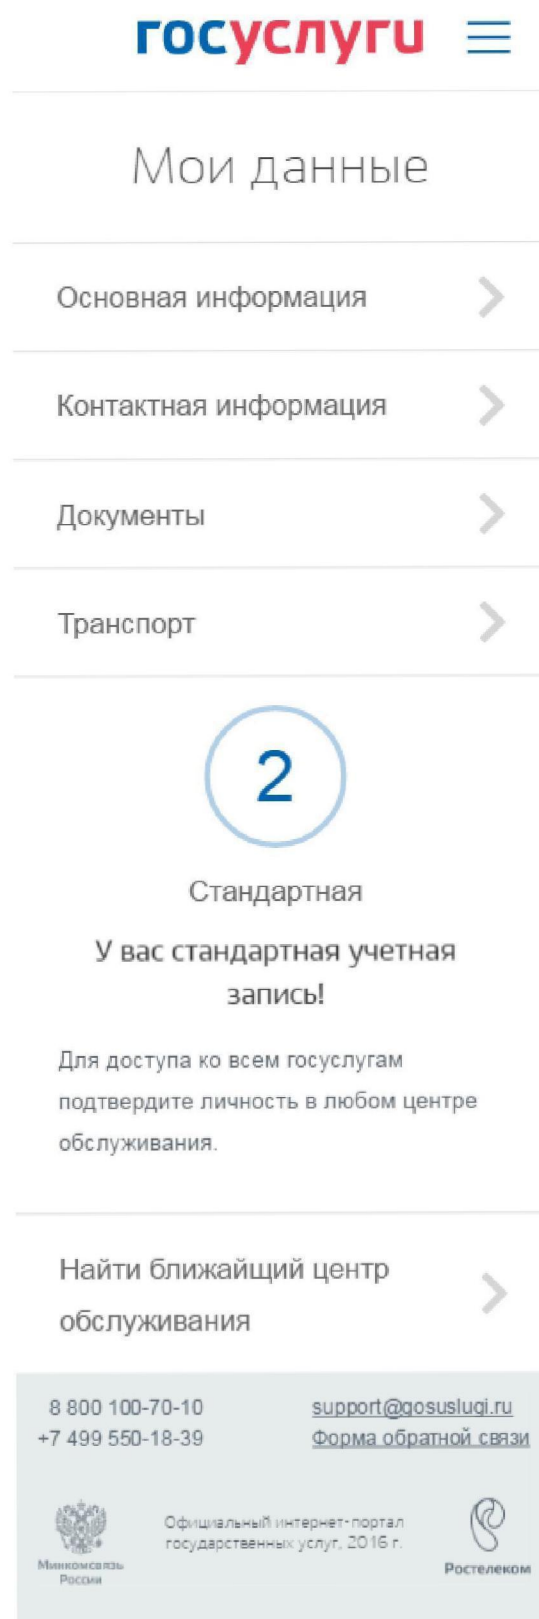 госуслуги
Мои данные
Основная информация
Контактная информация
Документы
Транспорт
2
Стандартная
У вас стандартная учетная
запись!
Для доступа ко всем госуслугам
подтвердите личность в любом центре
обслуживания.
Найти ближайщий центр
обслуживания
8 800 100-70-10
+7 499 550-18-39
support@gosuslugi.ru
Форма обратной связи
Минкомсвязь
России
Официальный интернет-портал
государственных услуг, 2016 г.
Ростелеком